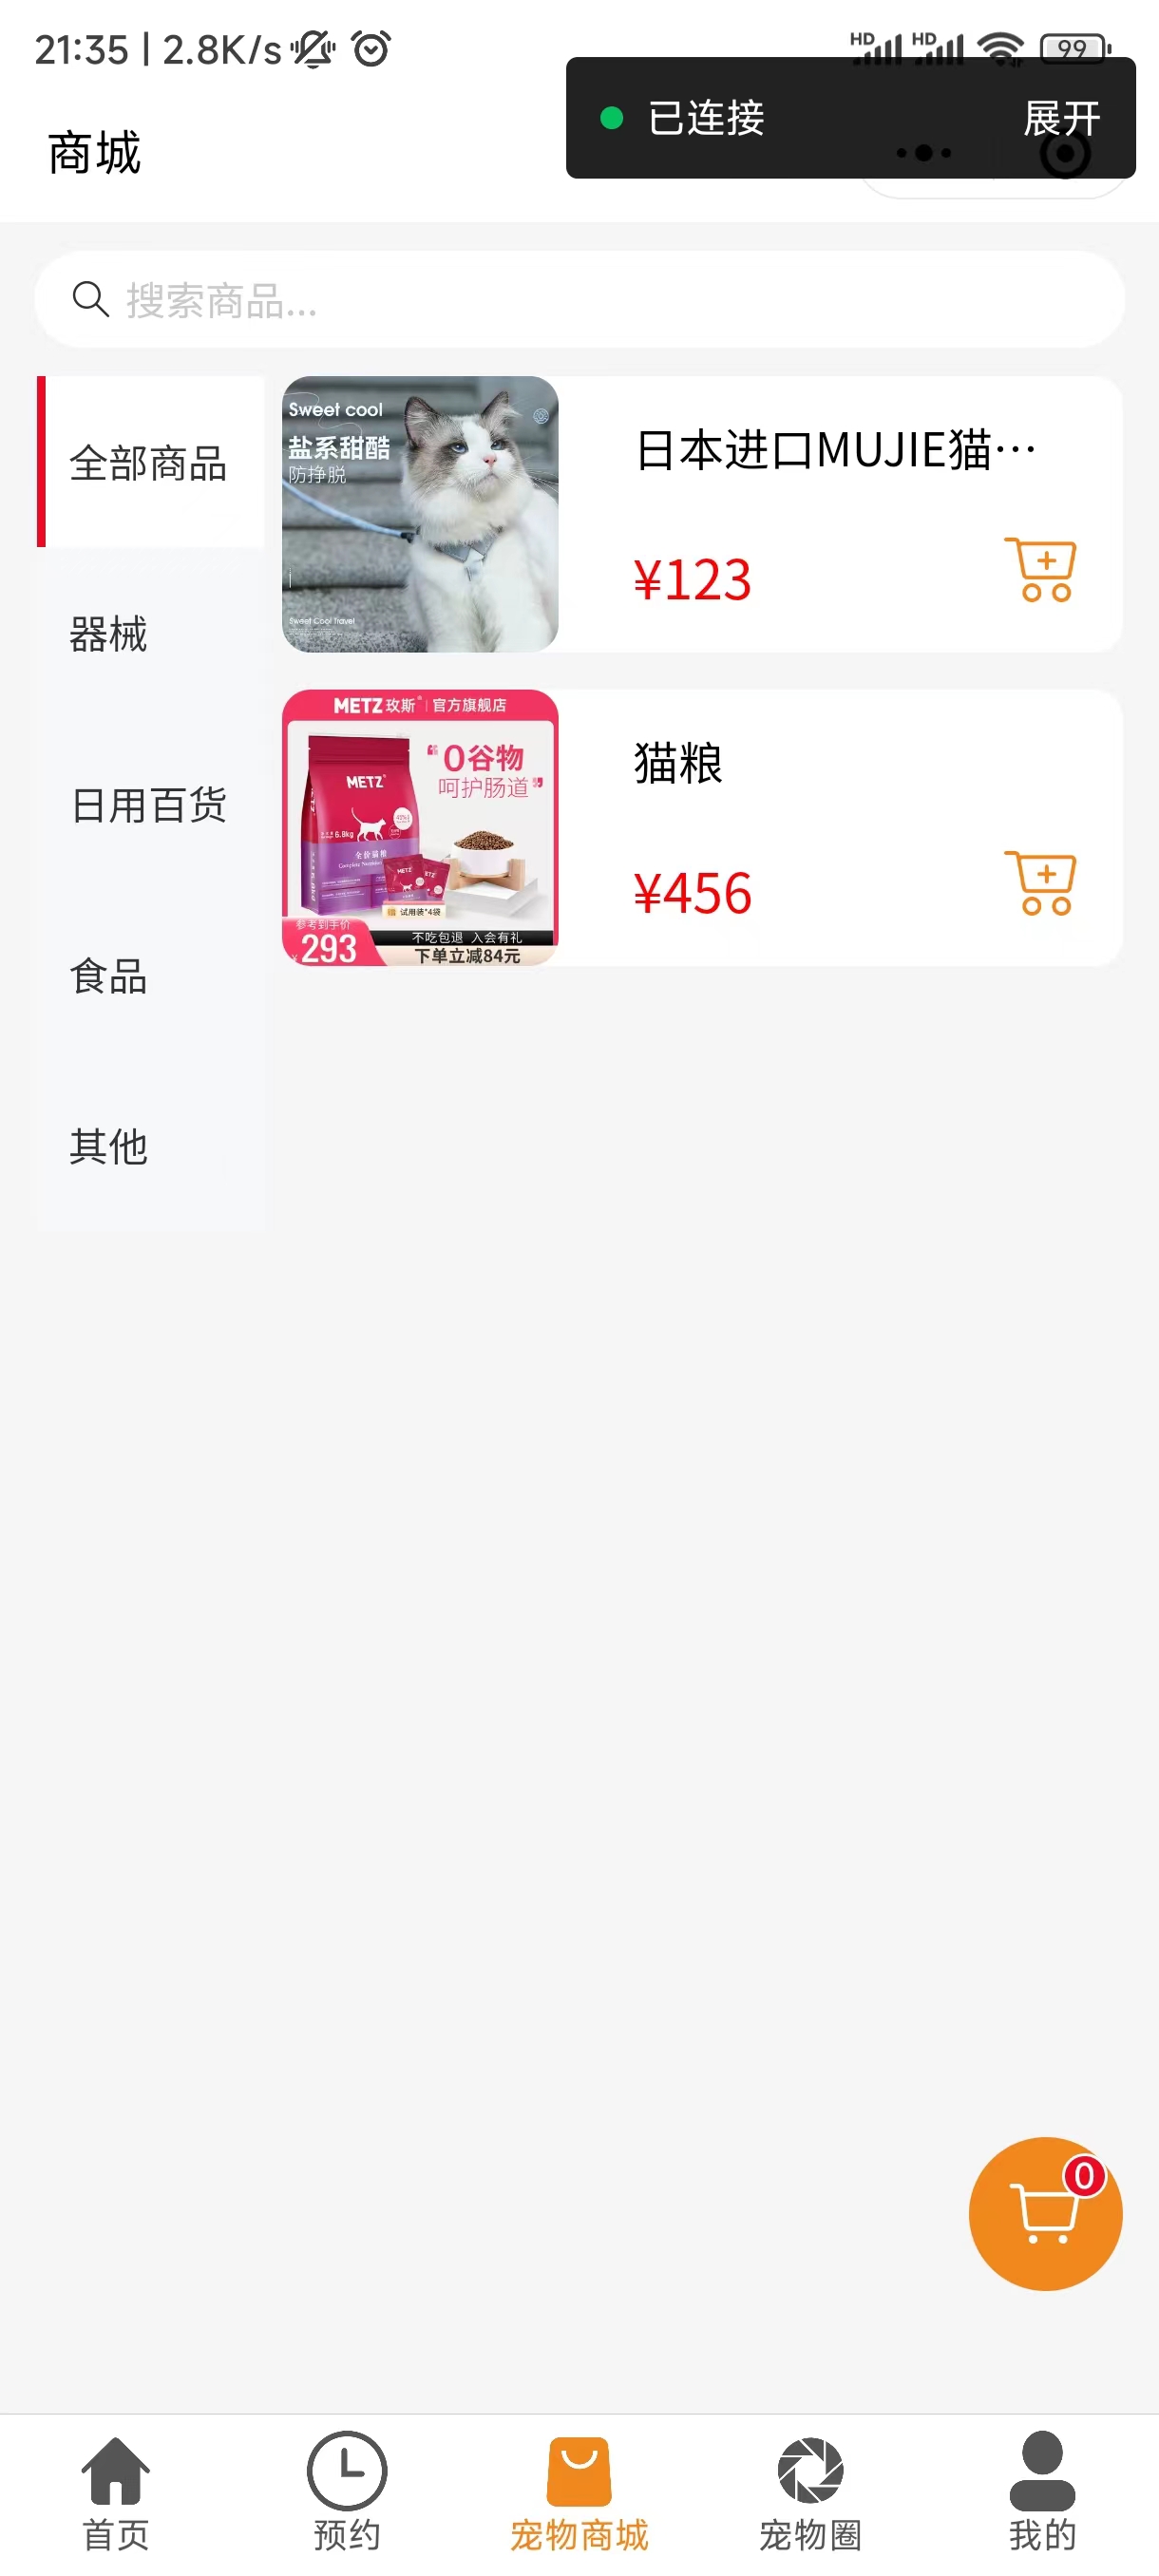 21:35 | 2.8K/s
HD HD 99
已连接 展开
商城
搜索商品...
全部商品
器械
日用百货
食品
其他
Sweet cool
盐系甜酷
防挣脱
Sweet Cool Travel
日本进口MUJIE猫…
¥123
METZ玫斯 | 官方旗舰店
“0谷物
呵护肠道”
METZ
6.8kg
全价猫粮
METZ
试用装*4袋
参考到手价
293
不吃包退 入会有礼
下单立减84元
猫粮
¥456
0
首页
预约
宠物商城
宠物圈
我的